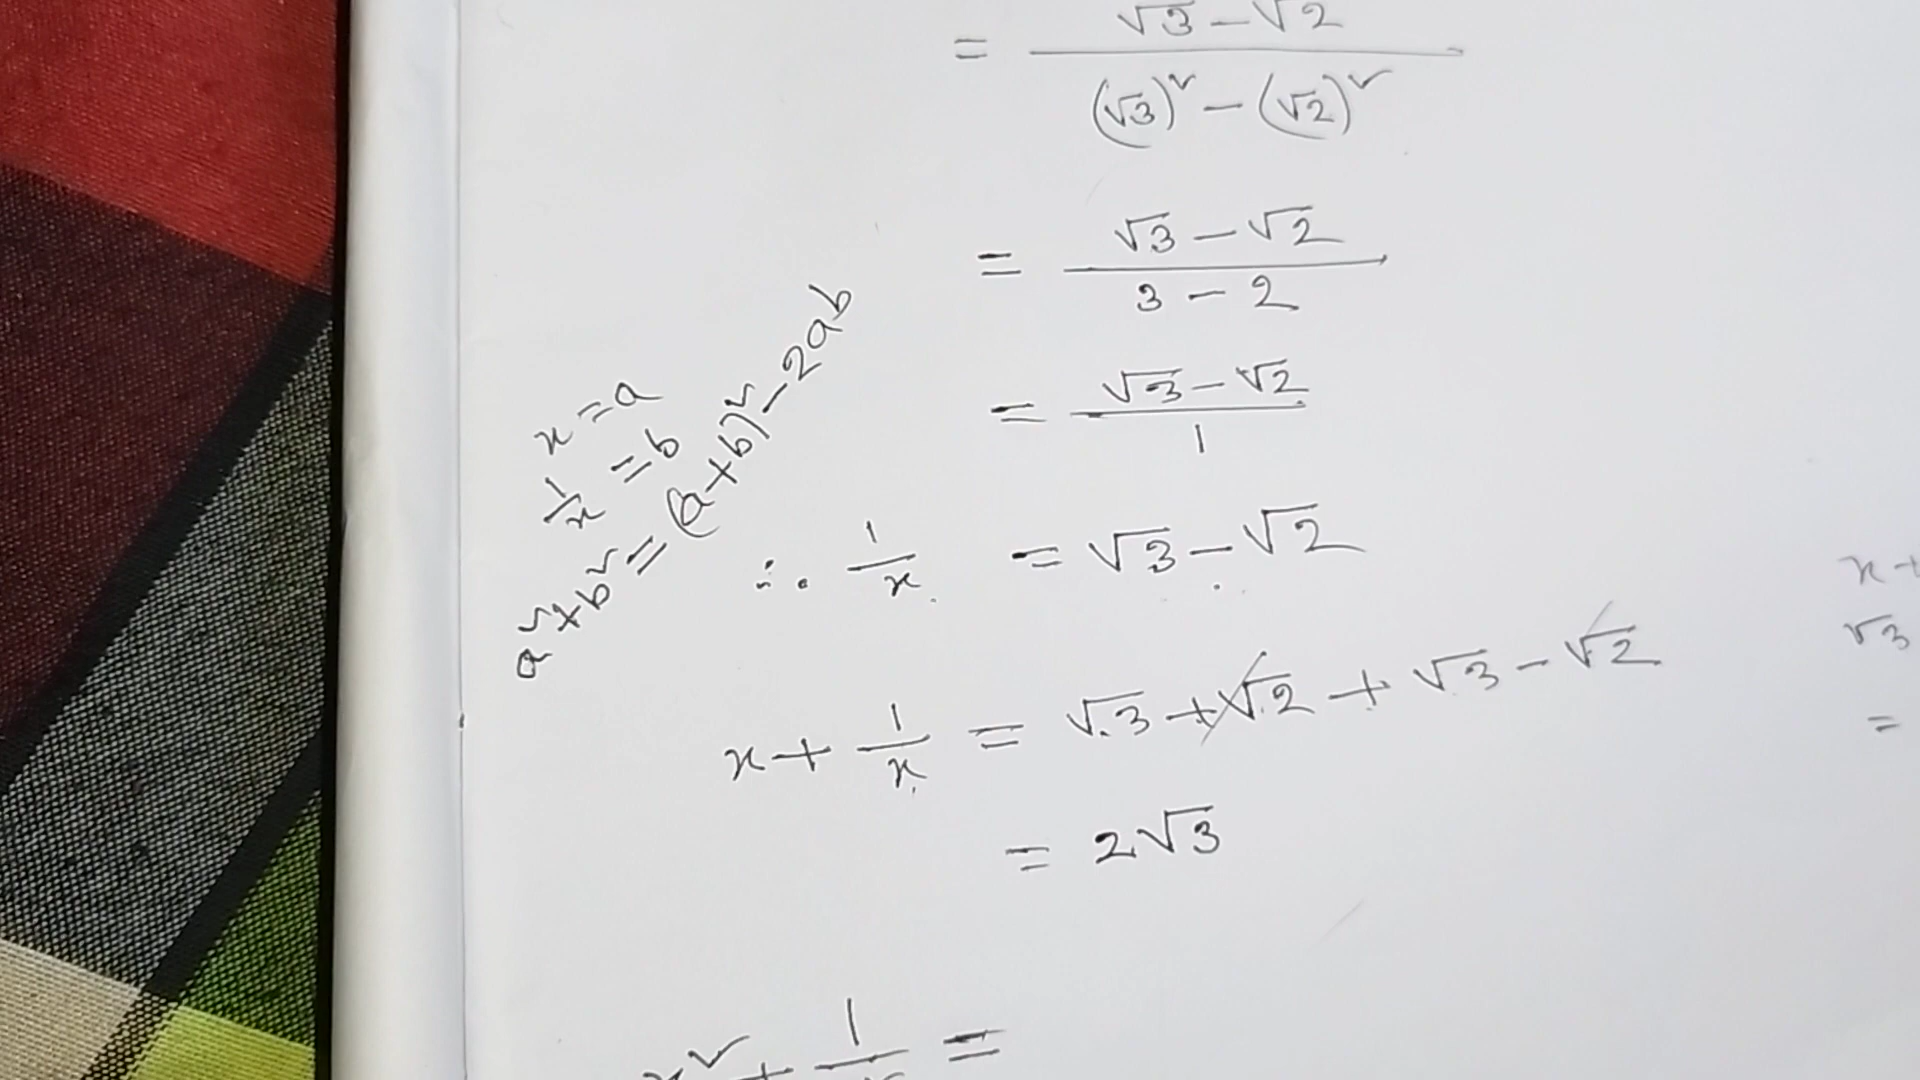 = √3 - √2 / (√3)² - (√2)²
= √3 - √2 / 3 - 2
= √3 - √2 / 1
x = a
1/x = b
a² + b² = (a + b)² - 2ab
∴ 1/x = √3 - √2
x + 1/x = √3 + √2 + √3 - √2
= 2√3
x² + 1/ =
x +
√3
=